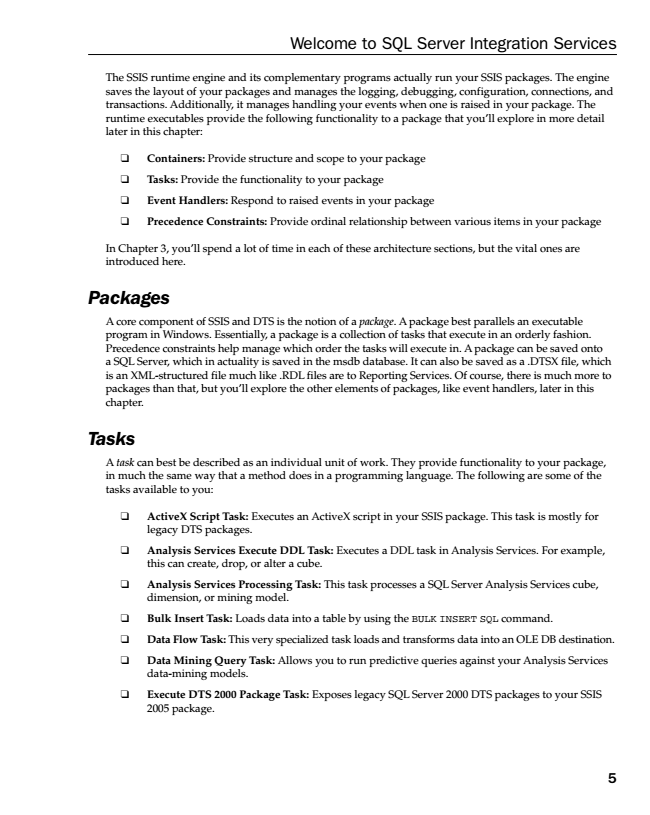 Welcome to SQL Server Integration Services
The SSIS runtime engine and its complementary programs actually run your SSIS packages. The engine
saves the layout of your packages and manages the logging, debugging, configuration, connections, and
transactions. Additionally, it manages handling your events when one is raised in your package. The
runtime executables provide the following functionality to a package that you'll explore in more detail
later in this chapter:
❑ Containers: Provide structure and scope to your package
❑ Tasks: Provide the functionality to your package
❑ Event Handlers: Respond to raised events in your package
❑ Precedence Constraints: Provide ordinal relationship between various items in your package
In Chapter 3, you'll spend a lot of time in each of these architecture sections, but the vital ones are
introduced here.
Packages
A core component of SSIS and DTS is the notion of a package. A package best parallels an executable
program in Windows. Essentially, a package is a collection of tasks that execute in an orderly fashion.
Precedence constraints help manage which order the tasks will execute in. A package can be saved onto
a SQL Server, which in actuality is saved in the msdb database. It can also be saved as a .DTSX file, which
is an XML-structured file much like .RDL files are to Reporting Services. Of course, there is much more to
packages than that, but you'll explore the other elements of packages, like event handlers, later in this
chapter.
Tasks
A task can best be described as an individual unit of work. They provide functionality to your package,
in much the same way that a method does in a programming language. The following are some of the
tasks available to you:
❑ ActiveX Script Task: Executes an ActiveX script in your SSIS package. This task is mostly for
legacy DTS packages.
❑ Analysis Services Execute DDL Task: Executes a DDL task in Analysis Services. For example,
this can create, drop, or alter a cube.
❑ Analysis Services Processing Task: This task processes a SQL Server Analysis Services cube,
dimension, or mining model.
❑ Bulk Insert Task: Loads data into a table by using the BULK INSERT SQL command.
❑ Data Flow Task: This very specialized task loads and transforms data into an OLE DB destination.
❑ Data Mining Query Task: Allows you to run predictive queries against your Analysis Services
data-mining models.
❑ Execute DTS 2000 Package Task: Exposes legacy SQL Server 2000 DTS packages to your SSIS
2005 package.
5